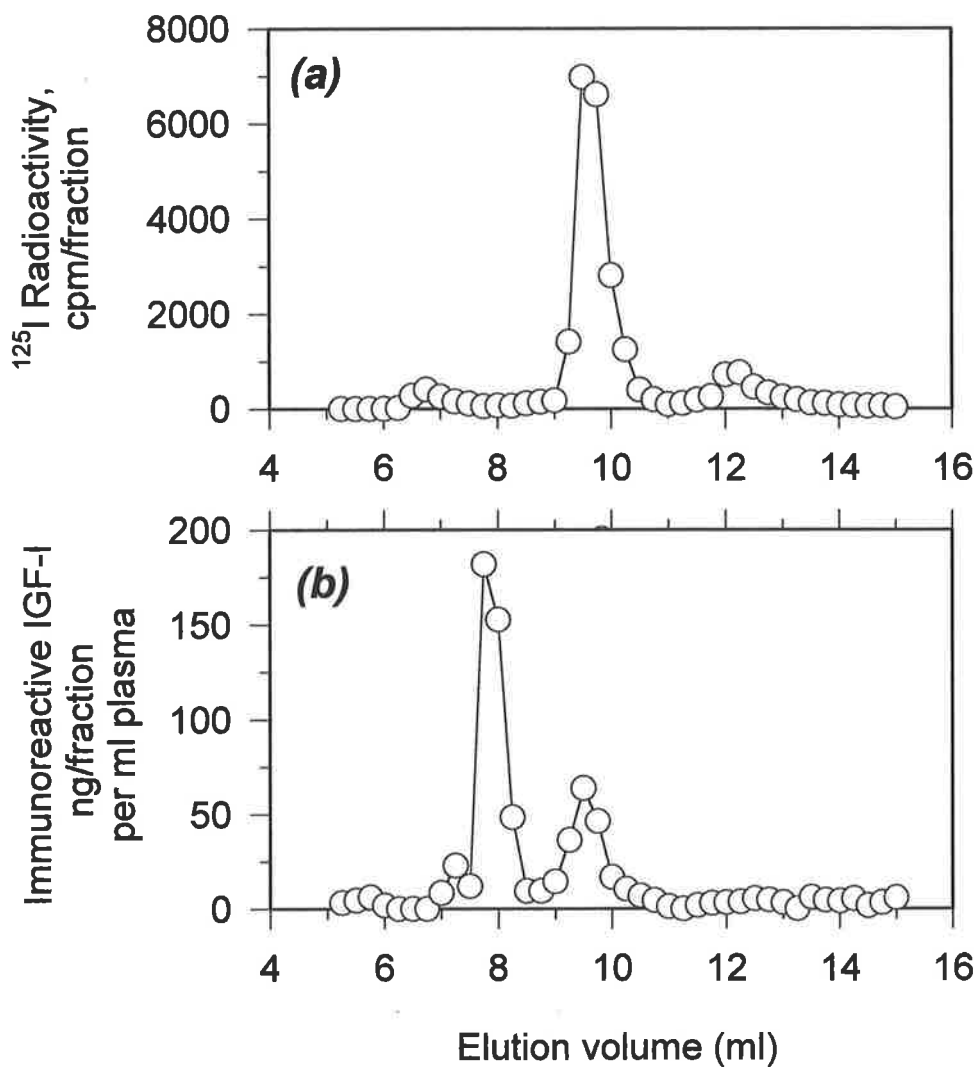 8000
6000
4000
2000
0
(a)
¹²⁵I Radioactivity,
cpm/fraction
4 6 8 10 12 14 16
200
150
100
50
0
(b)
Immunoreactive IGF-I
ng/fraction
per ml plasma
4 6 8 10 12 14 16
Elution volume (ml)